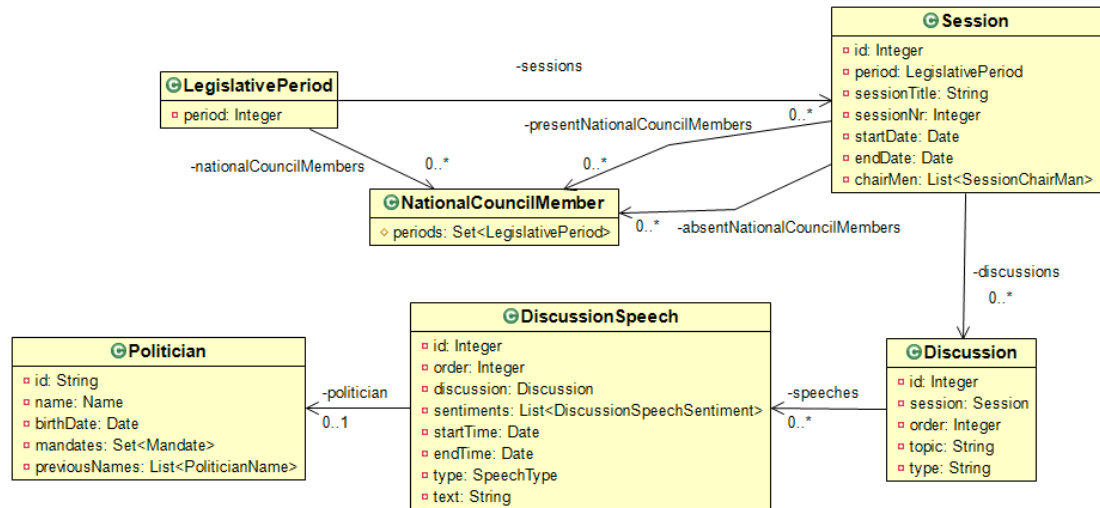 Session
id: Integer
period: LegislativePeriod
sessionTitle: String
sessionNr: Integer
startDate: Date
endDate: Date
chairMen: List<SessionChairMan>
-sessions
0..*
LegislativePeriod
period: Integer
-presentNationalCouncilMembers
0..*
-nationalCouncilMembers
0..*
NationalCouncilMember
periods: Set<LegislativePeriod>
0..*
-absentNationalCouncilMembers
-discussions
0..*
DiscussionSpeech
id: Integer
order: Integer
discussion: Discussion
sentiments: List<DiscussionSpeechSentiment>
startTime: Date
endTime: Date
type: SpeechType
text: String
Politician
id: String
name: Name
birthDate: Date
mandates: Set<Mandate>
previousNames: List<PoliticianName>
-politician
0..1
-speeches
0..*
Discussion
id: Integer
session: Session
order: Integer
topic: String
type: String